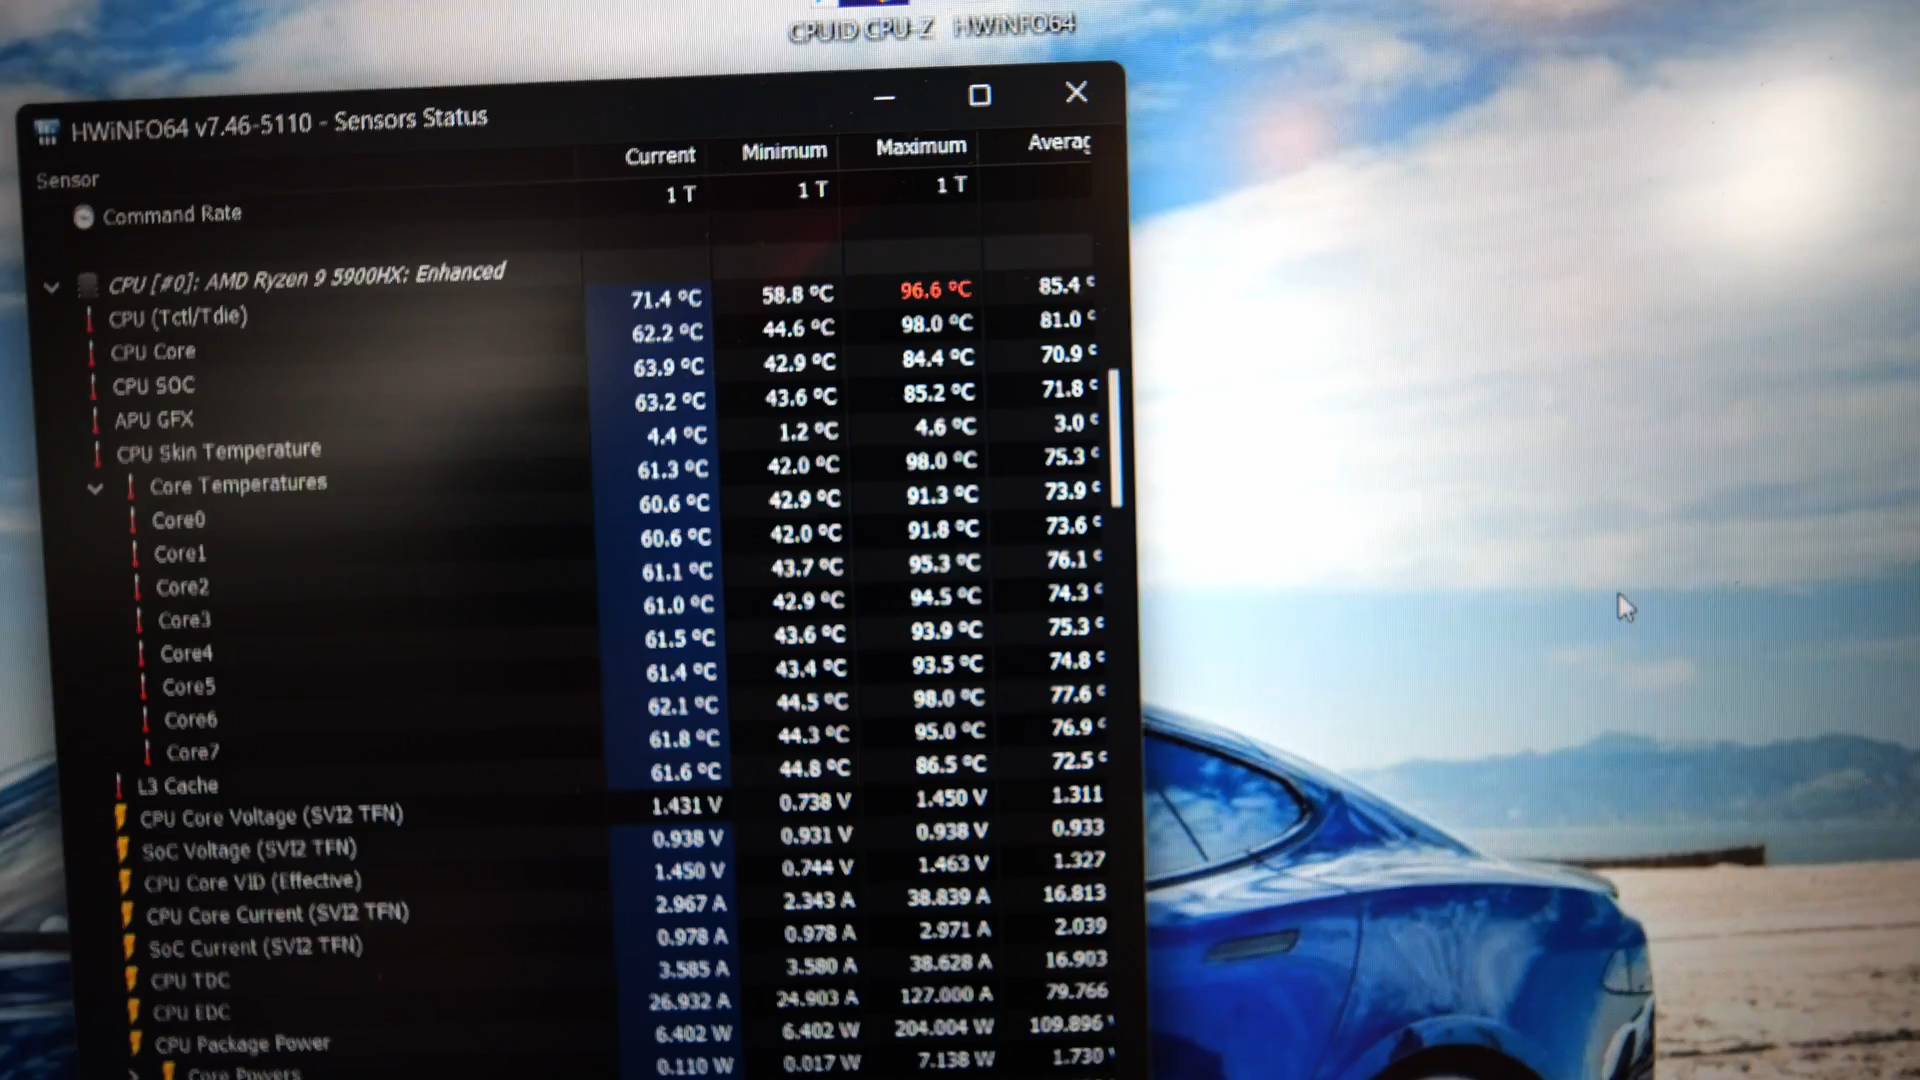 CPUID CPU-Z HWiNFO64
HWiNFO64 v7.46-5110 - Sensors Status
Sensor Current Minimum Maximum Averag
Command Rate 1 T 1 T 1 T
CPU [#0]: AMD Ryzen 9 5900HX: Enhanced
CPU (Tctl/Tdie) 71.4 °C 58.8 °C 96.6 °C 85.4 °
CPU Core 62.2 °C 44.6 °C 98.0 °C 81.0 °
CPU SOC 63.9 °C 42.9 °C 84.4 °C 70.9 °
APU GFX 63.2 °C 43.6 °C 85.2 °C 71.8 °
CPU Skin Temperature 4.4 °C 1.2 °C 4.6 °C 3.0 °
Core Temperatures 61.3 °C 42.0 °C 98.0 °C 75.3 °
Core0 60.6 °C 42.9 °C 91.3 °C 73.9 °
Core1 60.6 °C 42.0 °C 91.8 °C 73.6 °
Core2 61.1 °C 43.7 °C 95.3 °C 76.1 °
Core3 61.0 °C 42.9 °C 94.5 °C 74.3 °
Core4 61.5 °C 43.6 °C 93.9 °C 75.3 °
Core5 61.4 °C 43.4 °C 93.5 °C 74.8 °
Core6 62.1 °C 44.5 °C 98.0 °C 77.6 °
Core7 61.8 °C 44.3 °C 95.0 °C 76.9 °
L3 Cache 61.6 °C 44.8 °C 86.5 °C 72.5 °
CPU Core Voltage (SVI2 TFN) 1.431 V 0.738 V 1.450 V 1.311
SoC Voltage (SVI2 TFN) 0.938 V 0.931 V 0.938 V 0.933
CPU Core VID (Effective) 1.450 V 0.744 V 1.463 V 1.327
CPU Core Current (SVI2 TFN) 2.967 A 2.343 A 38.839 A 16.813
SoC Current (SVI2 TFN) 0.978 A 0.978 A 2.971 A 2.039
CPU TDC 3.585 A 3.580 A 38.628 A 16.903
CPU EDC 26.932 A 24.903 A 127.000 A 79.766
CPU Package Power 6.402 W 6.402 W 204.004 W 109.896
Core Powers 0.110 W 0.017 W 7.138 W 1.730